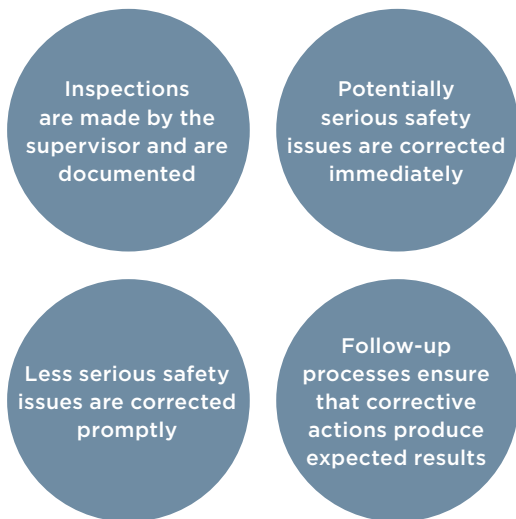 Inspections
are made by the
supervisor and are
documented
Potentially
serious safety
issues are corrected
immediately
Less serious safety
issues are corrected
promptly
Follow-up
processes ensure
that corrective
actions produce
expected results